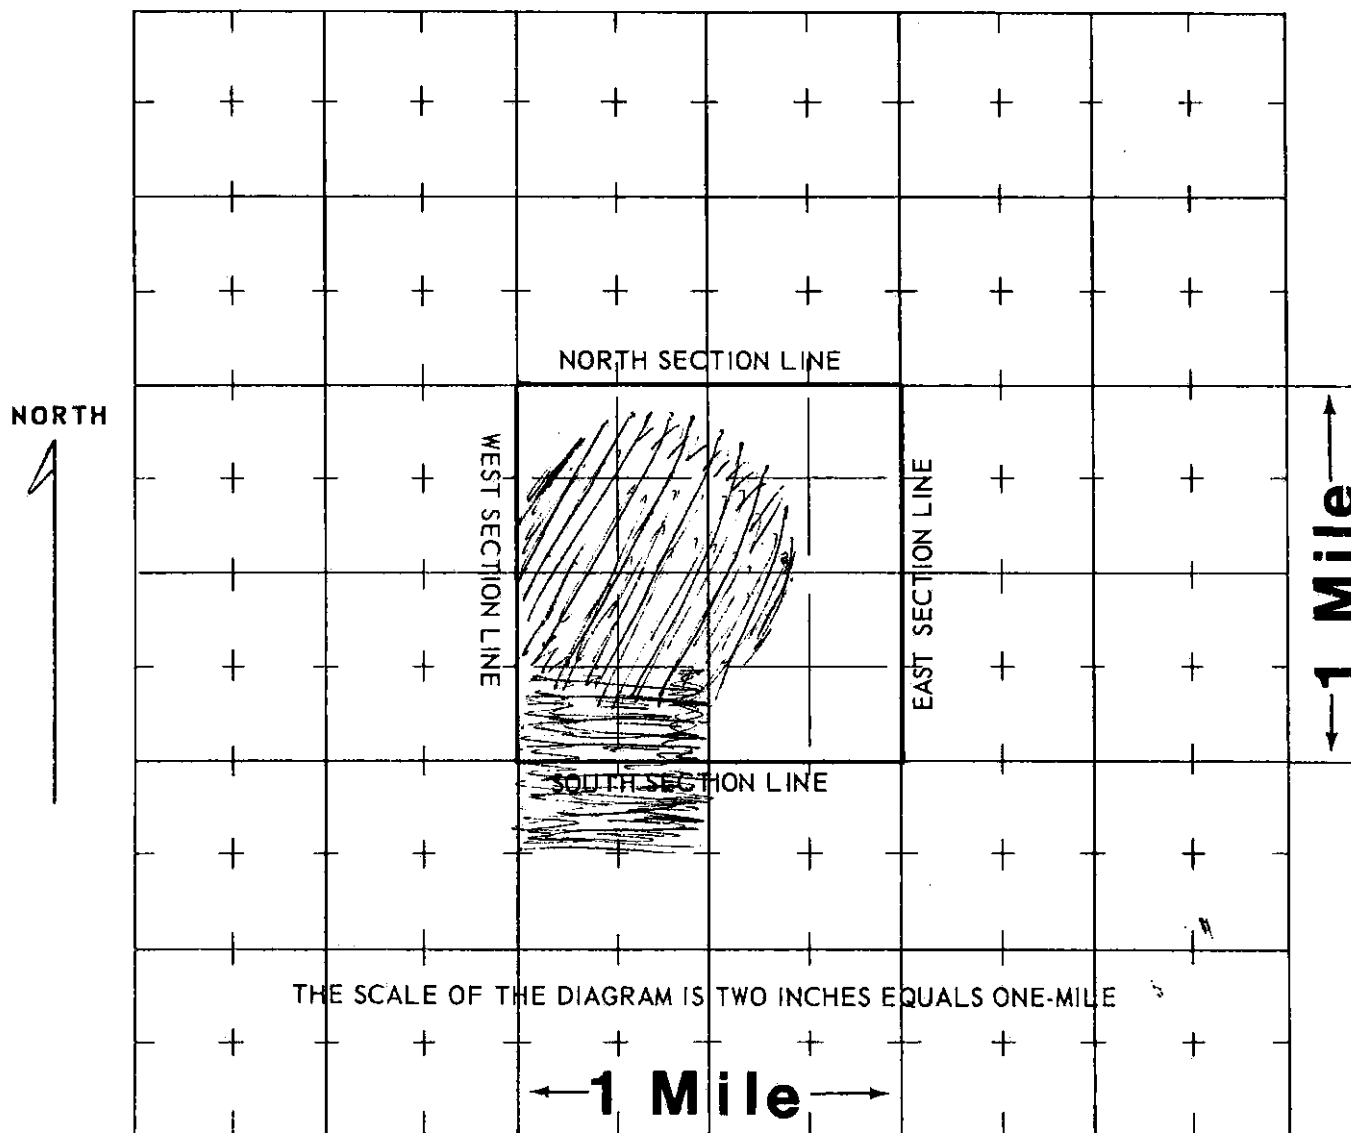 NORTH SECTION LINE
NORTH
WEST SECTION LINE
EAST SECTION LINE
1 Mile
SOUTH SECTION LINE
THE SCALE OF THE DIAGRAM IS TWO INCHES EQUALS ONE-MILE
1 Mile